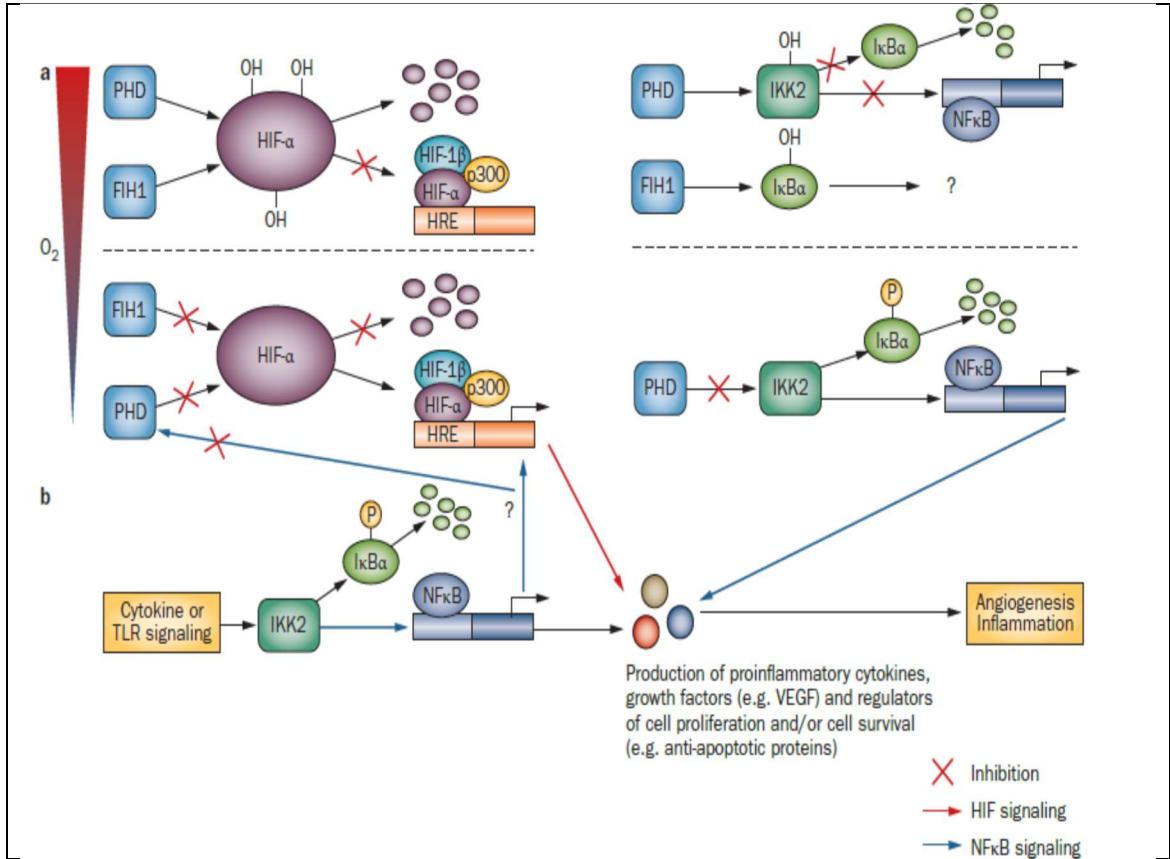 a
PHD
OH
OH
HIF-α
FIH1
OH
HIF-1β
p300
HIF-α
HRE
OH
PHD
IKK2
IκBα
NFκB
OH
FIH1
IκBα
?
O2
FIH1
HIF-α
PHD
HIF-1β
p300
HIF-α
HRE
P
IκBα
PHD
IKK2
NFκB
b
?
P
IκBα
Cytokine or
TLR signaling
IKK2
NFκB
Angiogenesis
Inflammation
Production of proinflammatory cytokines,
growth factors (e.g. VEGF) and regulators
of cell proliferation and/or cell survival
(e.g. anti-apoptotic proteins)
Inhibition
HIF signaling
NFκB signaling